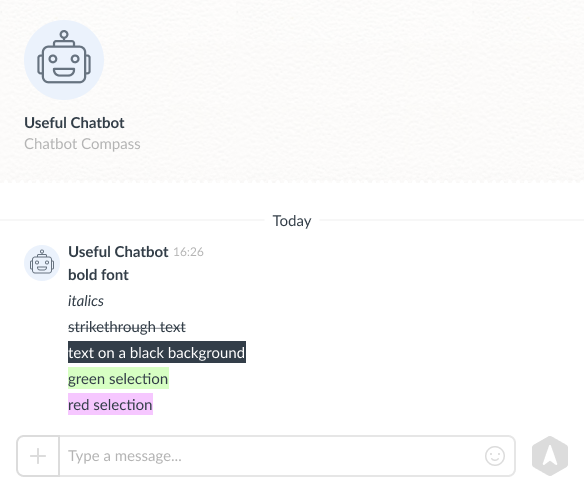 Useful Chatbot
Chatbot Compass
Today
Useful Chatbot 16:26
bold font
italics
strikethrough text
text on a black background
green selection
red selection
Type a message...